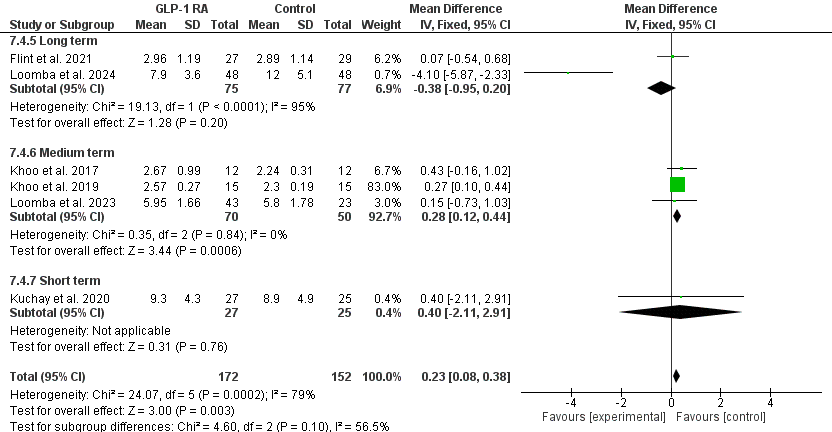 GLP-1 RA Control Mean Difference Mean Difference
Study or Subgroup Mean SD Total Mean SD Total Weight IV, Fixed, 95% CI IV, Fixed, 95% CI
7.4.5 Long term
Flint et al. 2021 2.96 1.19 27 2.89 1.14 29 6.2% 0.07 [-0.54, 0.68]
Loomba et al. 2024 7.9 3.6 48 12 5.1 48 0.7% -4.10 [-5.87, -2.33]
Subtotal (95% CI) 75 77 6.9% -0.38 [-0.95, 0.20]
Heterogeneity: Chi² = 19.13, df = 1 (P < 0.0001); I² = 95%
Test for overall effect: Z = 1.28 (P = 0.20)
7.4.6 Medium term
Khoo et al. 2017 2.67 0.99 12 2.24 0.31 12 6.7% 0.43 [-0.16, 1.02]
Khoo et al. 2019 2.57 0.27 15 2.3 0.19 15 83.0% 0.27 [0.10, 0.44]
Loomba et al. 2023 5.95 1.66 43 5.8 1.78 23 3.0% 0.15 [-0.73, 1.03]
Subtotal (95% CI) 70 50 92.7% 0.28 [0.12, 0.44]
Heterogeneity: Chi² = 0.35, df = 2 (P = 0.84); I² = 0%
Test for overall effect: Z = 3.44 (P = 0.0006)
7.4.7 Short term
Kuchay et al. 2020 9.3 4.3 27 8.9 4.9 25 0.4% 0.40 [-2.11, 2.91]
Subtotal (95% CI) 27 25 0.4% 0.40 [-2.11, 2.91]
Heterogeneity: Not applicable
Test for overall effect: Z = 0.31 (P = 0.76)
Total (95% CI) 172 152 100.0% 0.23 [0.08, 0.38]
Heterogeneity: Chi² = 24.07, df = 5 (P = 0.0002); I² = 79%
Test for overall effect: Z = 3.00 (P = 0.003)
Test for subgroup differences: Chi² = 4.60, df = 2 (P = 0.10), I² = 56.5%
-4 -2 0 2 4
Favours [experimental] Favours [control]